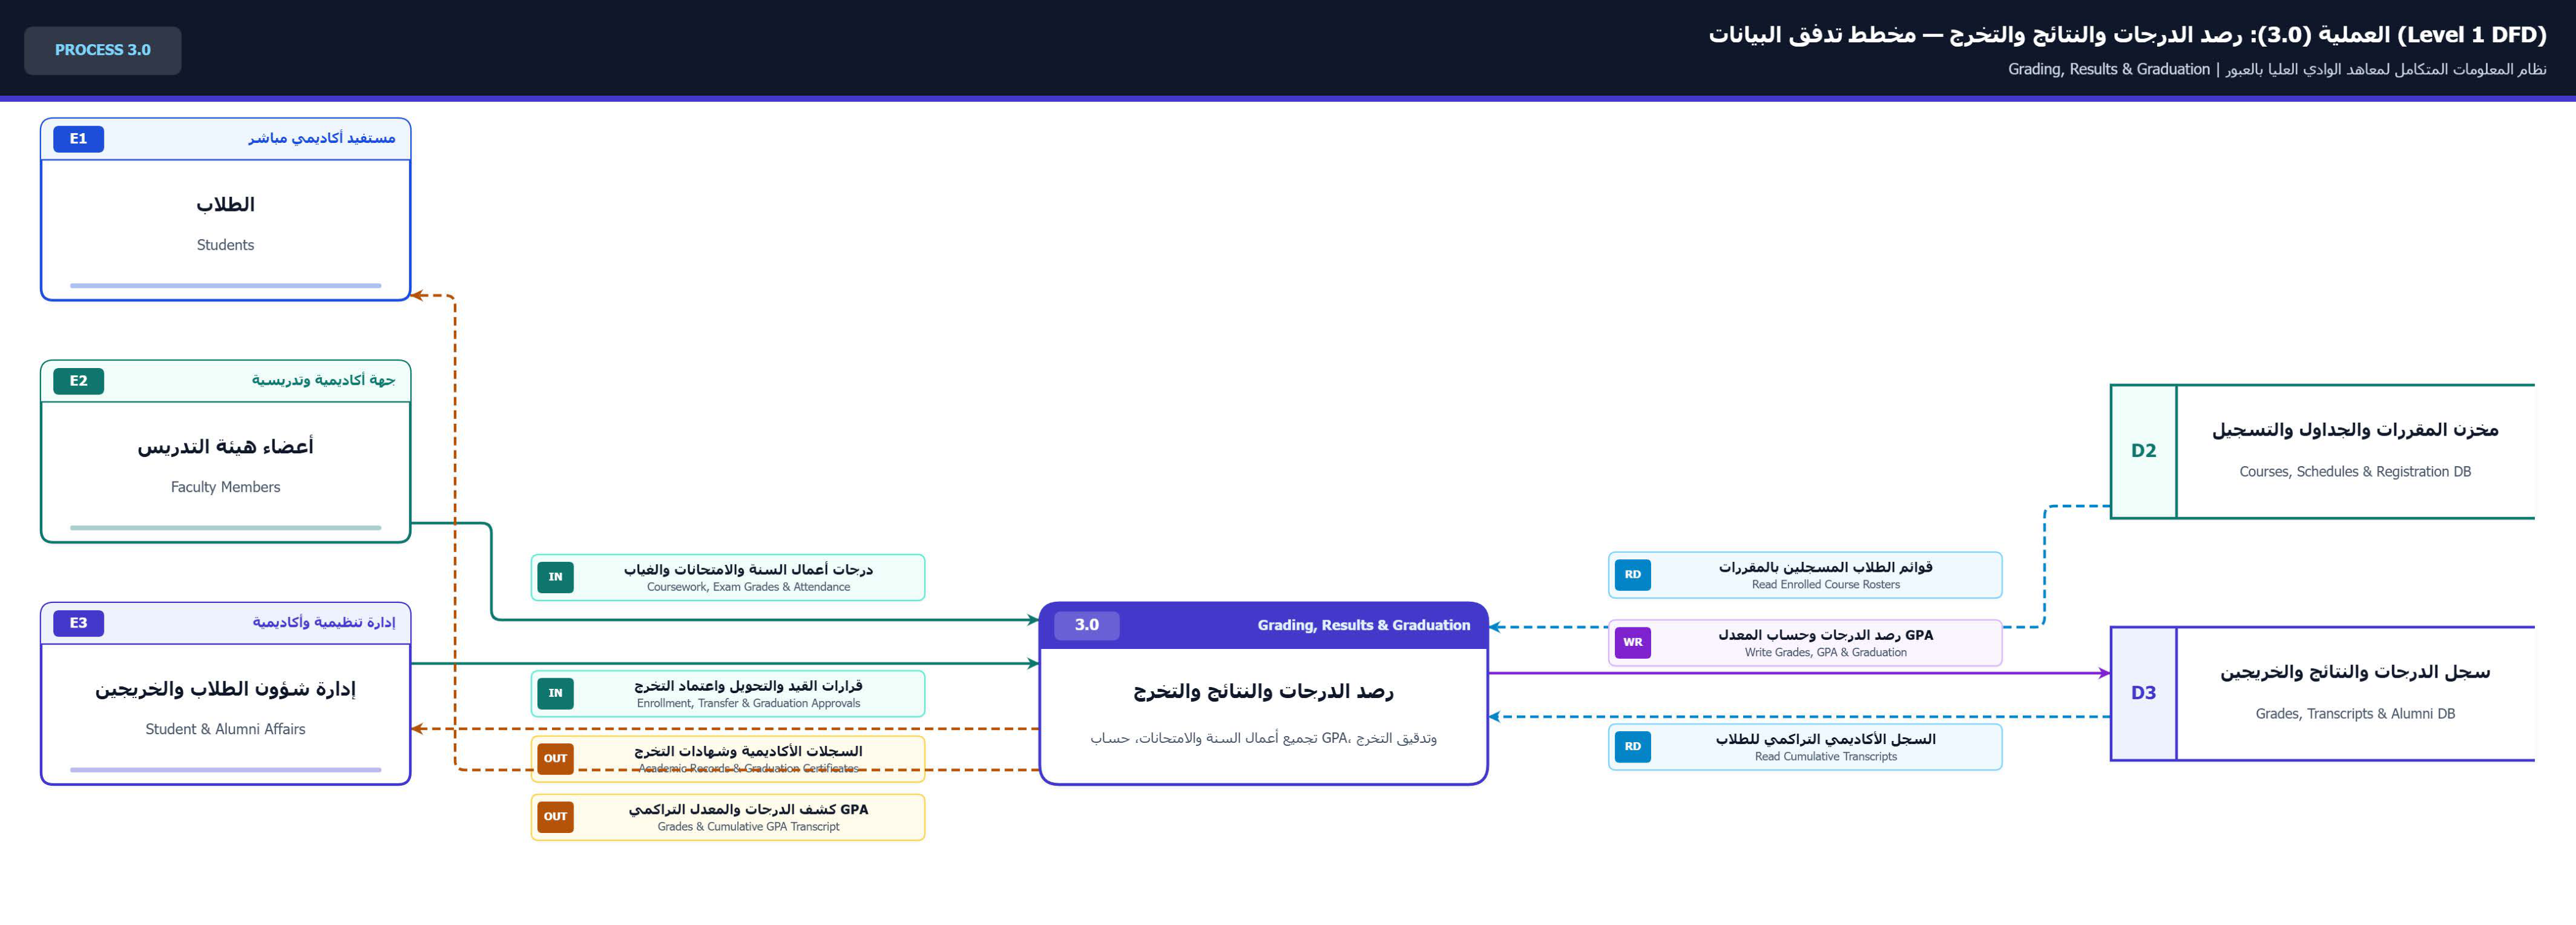 (Level 1 DFD) العملية (3.0): رصد الدرجات والنتائج والتخرج — مخطط تدفق البيانات
نظام المعلومات المتكامل لمعاهد الوادي العليا بالعبور | Grading, Results & Graduation
PROCESS 3.0
E1
مستفيد أكاديمي مباشر
الطلاب
Students
E2
جهة أكاديمية وتدريسية
أعضاء هيئة التدريس
Faculty Members
E3
إدارة تنظيمية وأكاديمية
إدارة شؤون الطلاب والخريجين
Student & Alumni Affairs
IN
درجات أعمال السنة والامتحانات والغياب
Coursework, Exam Grades & Attendance
IN
قرارات القيد والتحويل واعتماد التخرج
Enrollment, Transfer & Graduation Approvals
OUT
السجلات الأكاديمية وشهادات التخرج
Academic Records & Graduation Certificates
OUT
GPA كشف الدرجات والمعدل التراكمي
Grades & Cumulative GPA Transcript
3.0
Grading, Results & Graduation
رصد الدرجات والنتائج والتخرج
وتدقيق التخرج ،GPA تجميع أعمال السنة والامتحانات، حساب
RD
قوائم الطلاب المسجلين بالمقررات
Read Enrolled Course Rosters
WR
GPA رصد الدرجات وحساب المعدل
Write Grades, GPA & Graduation
RD
السجل الأكاديمي التراكمي للطلاب
Read Cumulative Transcripts
D2
مخزن المقررات والجداول والتسجيل
Courses, Schedules & Registration DB
D3
سجل الدرجات والنتائج والخريجين
Grades, Transcripts & Alumni DB